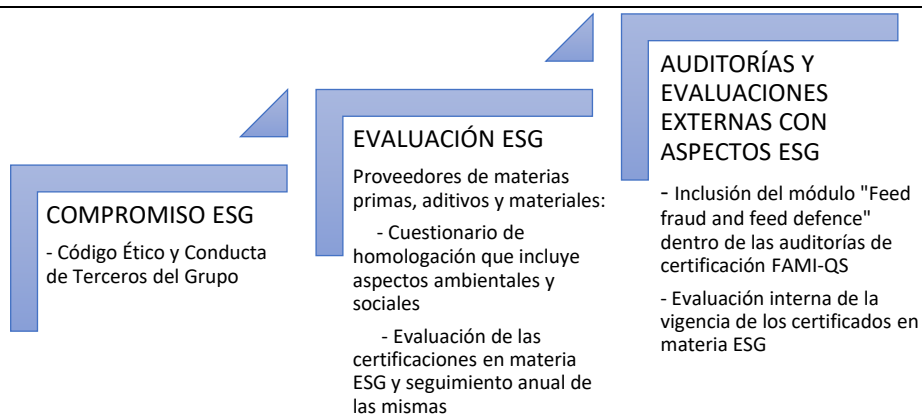 COMPROMISO ESG
- Código Ético y Conducta
de Terceros del Grupo
EVALUACIÓN ESG
Proveedores de materias
primas, aditivos y materiales:
- Cuestionario de
homologación que incluye
aspectos ambientales y
sociales
- Evaluación de las
certificaciones en materia
ESG y seguimiento anual de
las mismas
AUDITORÍAS Y
EVALUACIONES
EXTERNAS CON
ASPECTOS ESG
- Inclusión del módulo "Feed
fraud and feed defence"
dentro de las auditorías de
certificación FAMI-QS
- Evaluación interna de la
vigencia de los certificados en
materia ESG